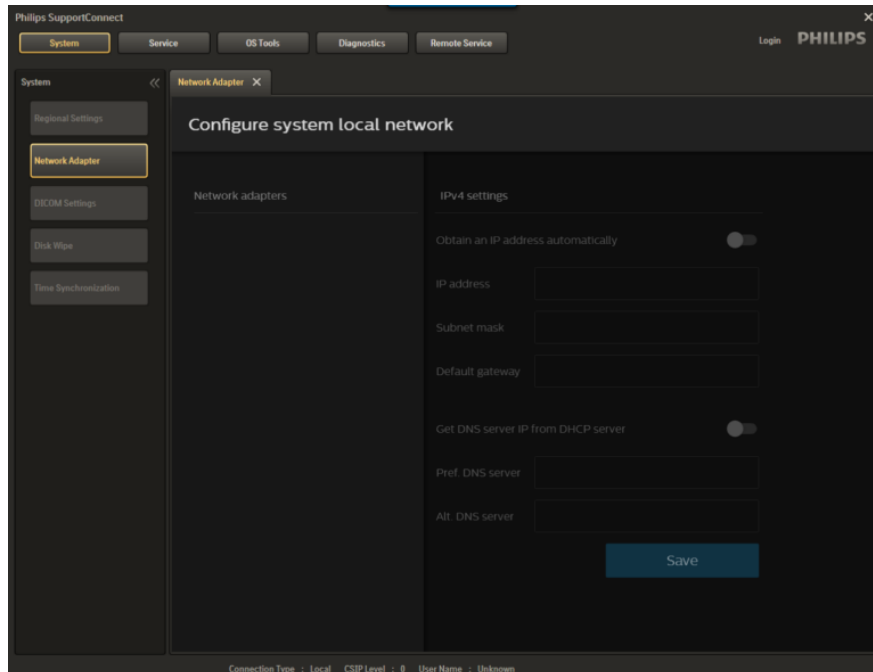 Philips SupportConnect
System Service OS Tools Diagnostics Remote Service Login PHILIPS
System
Network Adapter
Regional Settings
Network Adapter
DICOM Settings
Disk Wipe
Time Synchronization
Configure system local network
Network adapters
IPv4 settings
Obtain an IP address automatically
IP address
Subnet mask
Default gateway
Get DNS server IP from DHCP server
Pref. DNS server
Alt. DNS server
Save
Connection Type : Local CSIP Level : 0 User Name : Unknown